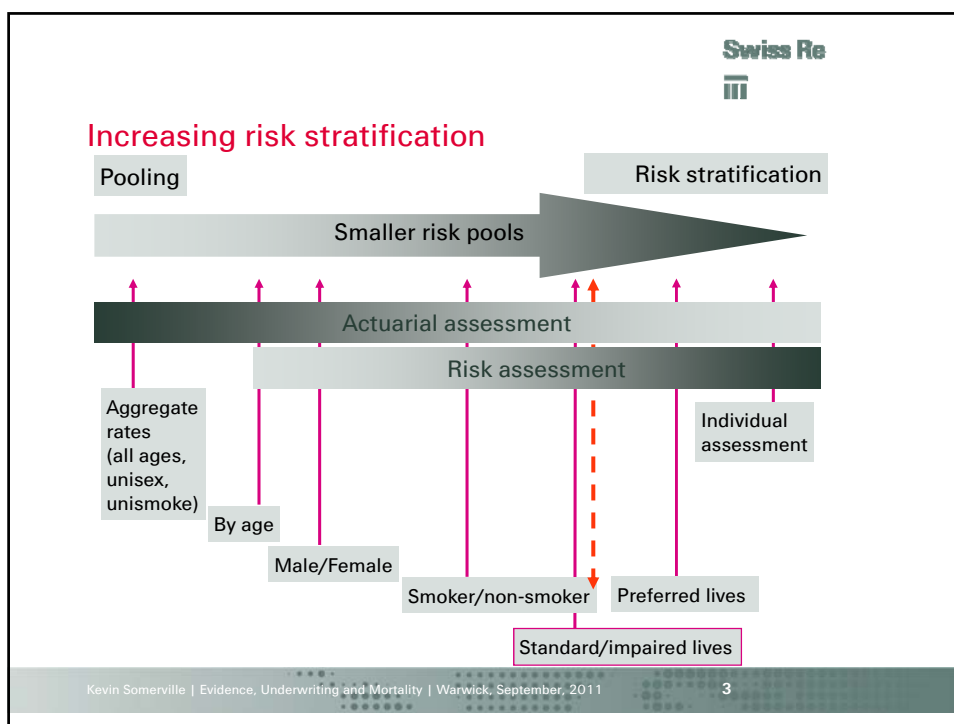 Swiss Re
Increasing risk stratification
Pooling
Risk stratification
Smaller risk pools
Actuarial assessment
Risk assessment
Aggregate
rates
(all ages,
unisex,
unismoke)
Individual
assessment
By age
Male/Female
Smoker/non-smoker
Preferred lives
Standard/impaired lives
Kevin Somerville | Evidence, Underwriting and Mortality | Warwick, September, 2011
3